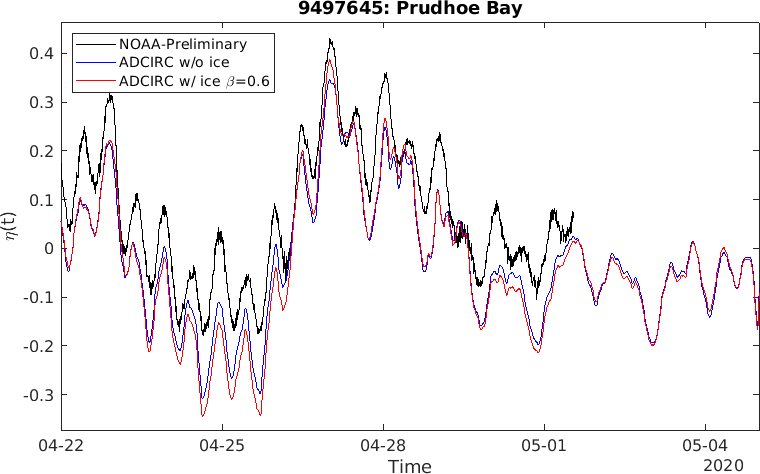 9497645: Prudhoe Bay
NOAA-Preliminary
ADCIRC w/o ice
ADCIRC w/ ice β=0.6
η(t)
0.4
0.3
0.2
0.1
0
-0.1
-0.2
-0.3
04-22 04-25 04-28 05-01 05-04
Time
2020